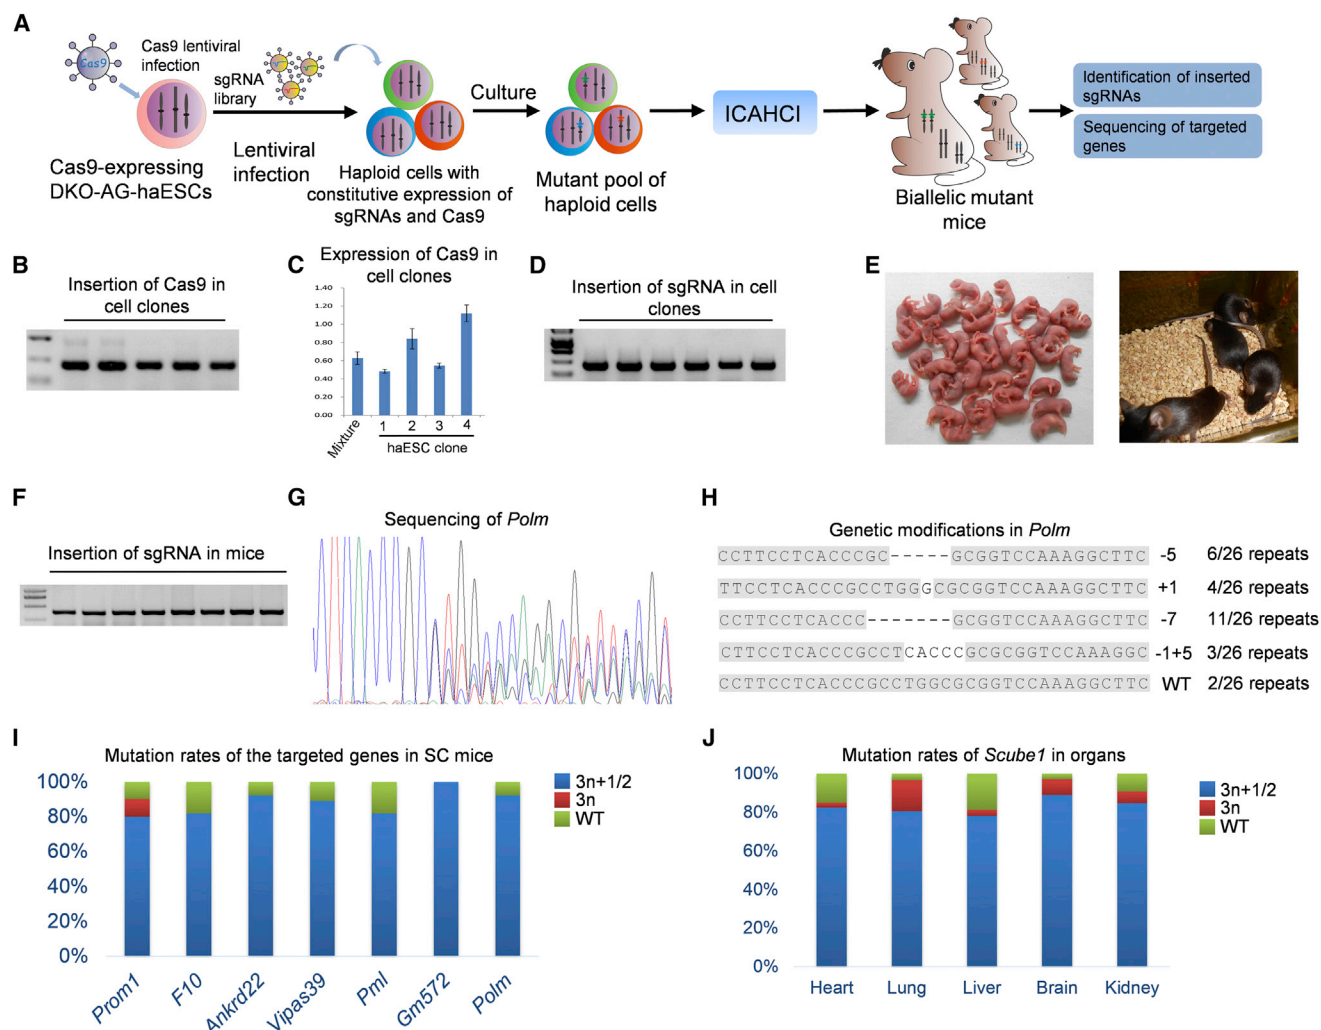 A
Cas9
Cas9 lentiviral
infection
sgRNA
library
Lentiviral
infection
Cas9-expressing
DKO-AG-haESCs
Haploid cells with
constitutive expression of
sgRNAs and Cas9
Culture
Mutant pool of
haploid cells
ICAHCI
Biallelic mutant
mice
Identification of inserted
sgRNAs
Sequencing of targeted
genes
B
Insertion of Cas9 in
cell clones
C
Expression of Cas9 in
cell clones
1.40
1.20
1.00
0.80
0.60
0.40
0.20
0.00
Mixture
1 2 3 4
haESC clone
D
Insertion of sgRNA in cell
clones
E
F
Insertion of sgRNA in mice
G
Sequencing of Polm
H
Genetic modifications in Polm
CCTTCCTCACCCGC-----GCGGTCCAAAGGCTTC -5 6/26 repeats
TTCCTCACCCGCCTGGGCGCGGTCCAAAGGCTTC +1 4/26 repeats
CCTTCCTCACCC-------GCGGTCCAAAGGCTTC -7 11/26 repeats
CTTCCTCACCCGCCTCACCCGCGCGGTCCAAAGGC -1+5 3/26 repeats
CCTTCCTCACCCGCCTGGCGCGGTCCAAAGGCTTC WT 2/26 repeats
I
Mutation rates of the targeted genes in SC mice
100%
80%
60%
40%
20%
0%
Prom1
F10
Ankrd22
Vipas39
Pml
Gm572
Polm
3n+1/2
3n
WT
J
Mutation rates of Scube1 in organs
100%
80%
60%
40%
20%
0%
Heart Lung Liver Brain Kidney
3n+1/2
3n
WT